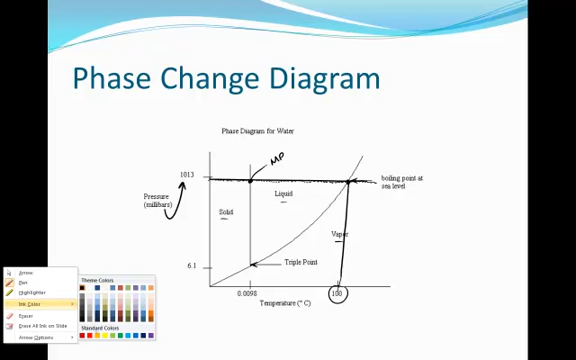 Phase Change Diagram
Phase Diagram for Water
MP
1013
boiling point at
sea level
Pressure
(millibars)
Liquid
Solid
Vapor
6.1
Triple Point
0.0098
100
Temperature (° C)
Arrow
Pen
Highlighter
Ink Color
Eraser
Erase All Ink on Slide
Arrow Options
Theme Colors
Standard Colors